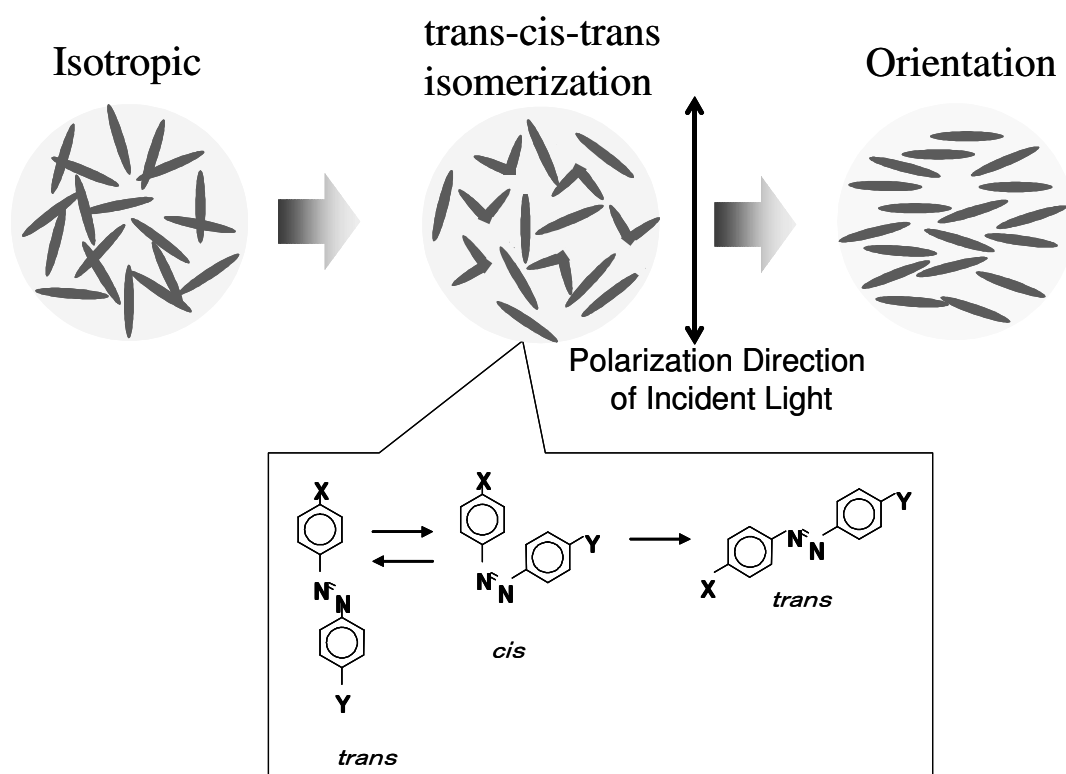 Isotropic
trans-cis-trans
isomerization
Orientation
Polarization Direction
of Incident Light
X
N
N
Y
trans
X
Y
N
N
cis
Y
N
N
X
trans